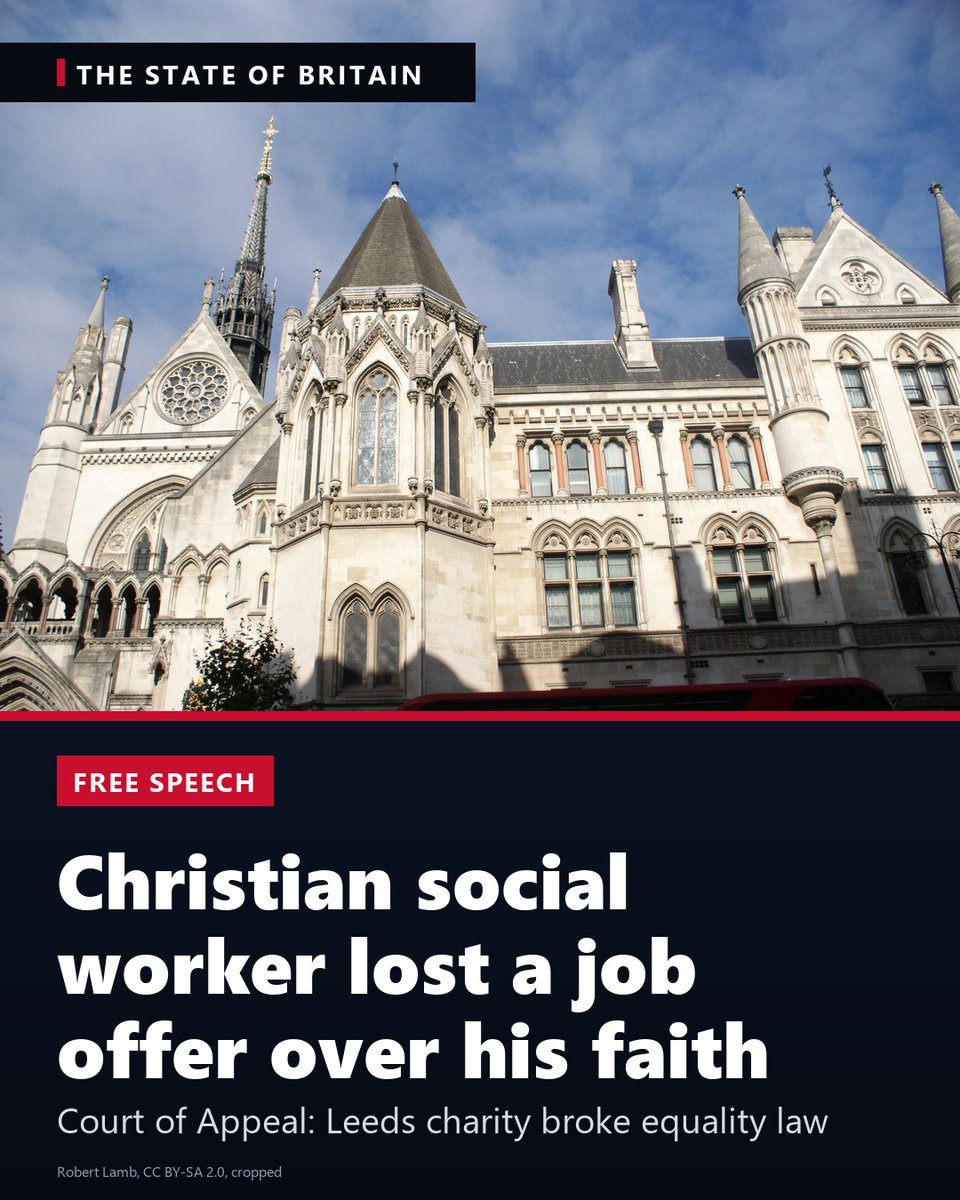 THE STATE OF BRITAIN
FREE SPEECH
Christian social
worker lost a job
offer over his faith
Court of Appeal: Leeds charity broke equality law
Robert Lamb, CC BY-SA 2.0, cropped